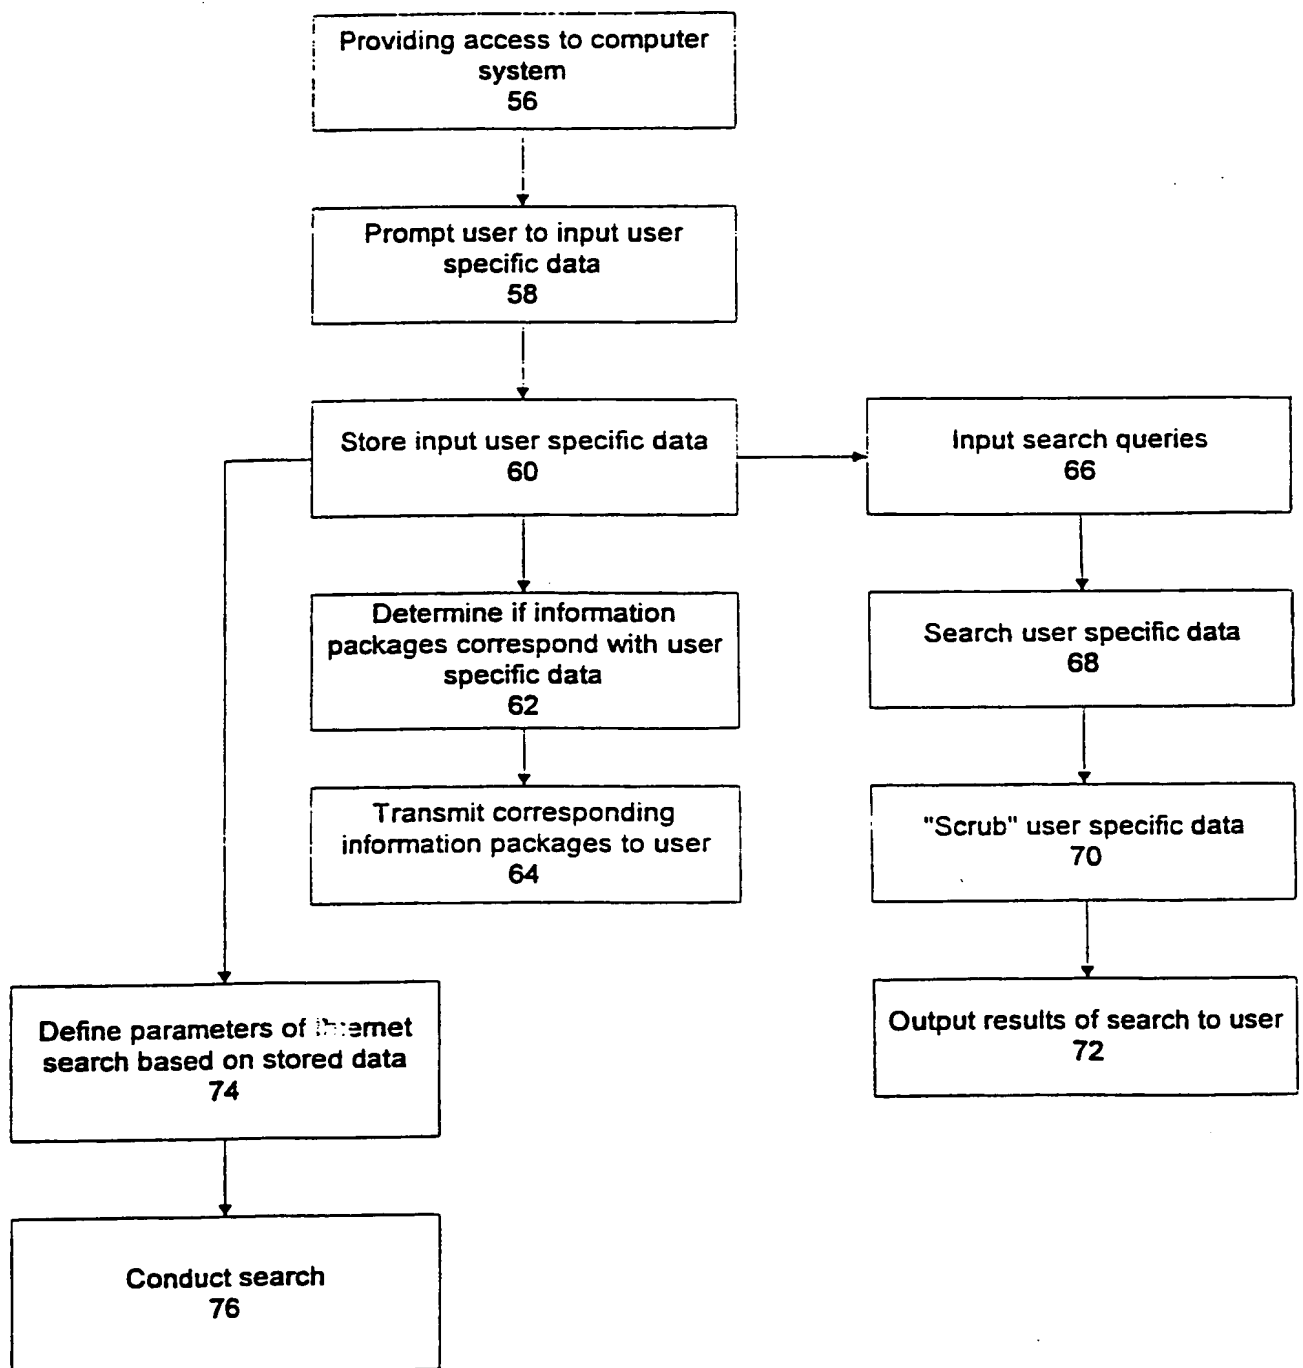 Providing access to computer
system
56
Prompt user to input user
specific data
58
Store input user specific data
60
Input search queries
66
Determine if information
packages correspond with user
specific data
62
Search user specific data
68
Transmit corresponding
information packages to user
64
"Scrub" user specific data
70
Define parameters of Internet
search based on stored data
74
Output results of search to user
72
Conduct search
76